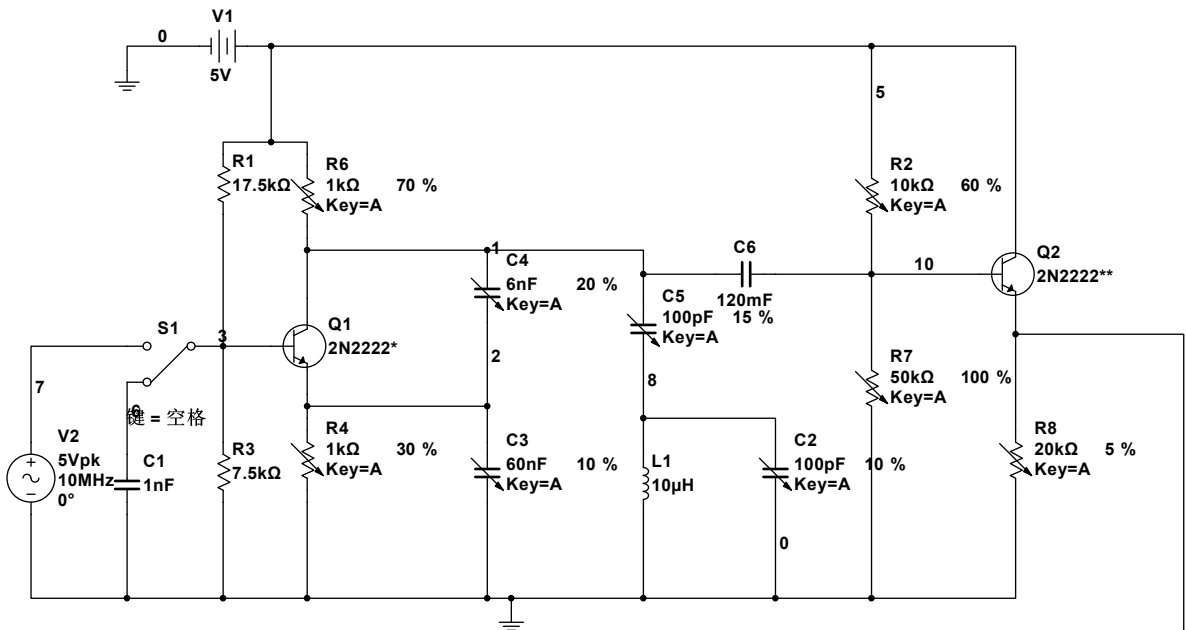 V1
0
5V
5
R1
17.5kΩ
R6
1kΩ
Key=A
70 %
R2
10kΩ
Key=A
60 %
1
C4
6nF
Key=A
20 %
C6
120mF
15 %
C5
100pF
Key=A
10
Q2
2N2222**
S1
3
Q1
2N2222*
2
7
6
键 = 空格
8
R7
50kΩ
Key=A
100 %
V2
5Vpk
10MHz
0°
C1
1nF
R3
7.5kΩ
R4
1kΩ
Key=A
30 %
C3
60nF
Key=A
10 %
L1
10µH
C2
100pF
Key=A
10 %
R8
20kΩ
Key=A
5 %
0